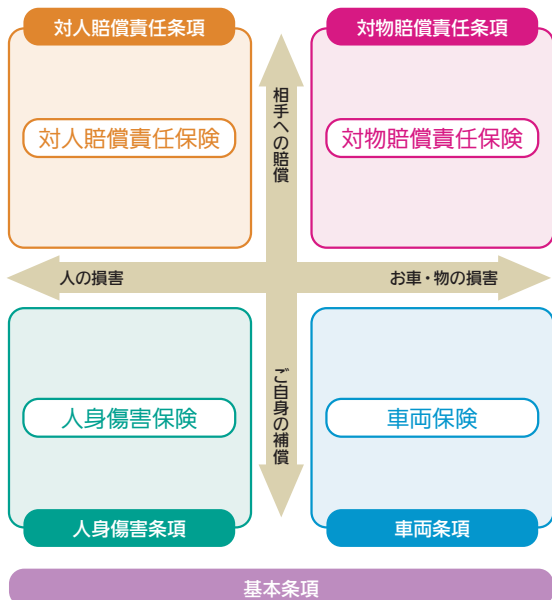 対人賠償責任条項
対物賠償責任条項
対人賠償責任保険
対物賠償責任保険
相手への賠償
人の損害
お車・物の損害
ご自身の補償
人身傷害保険
車両保険
人身傷害条項
車両条項
基本条項